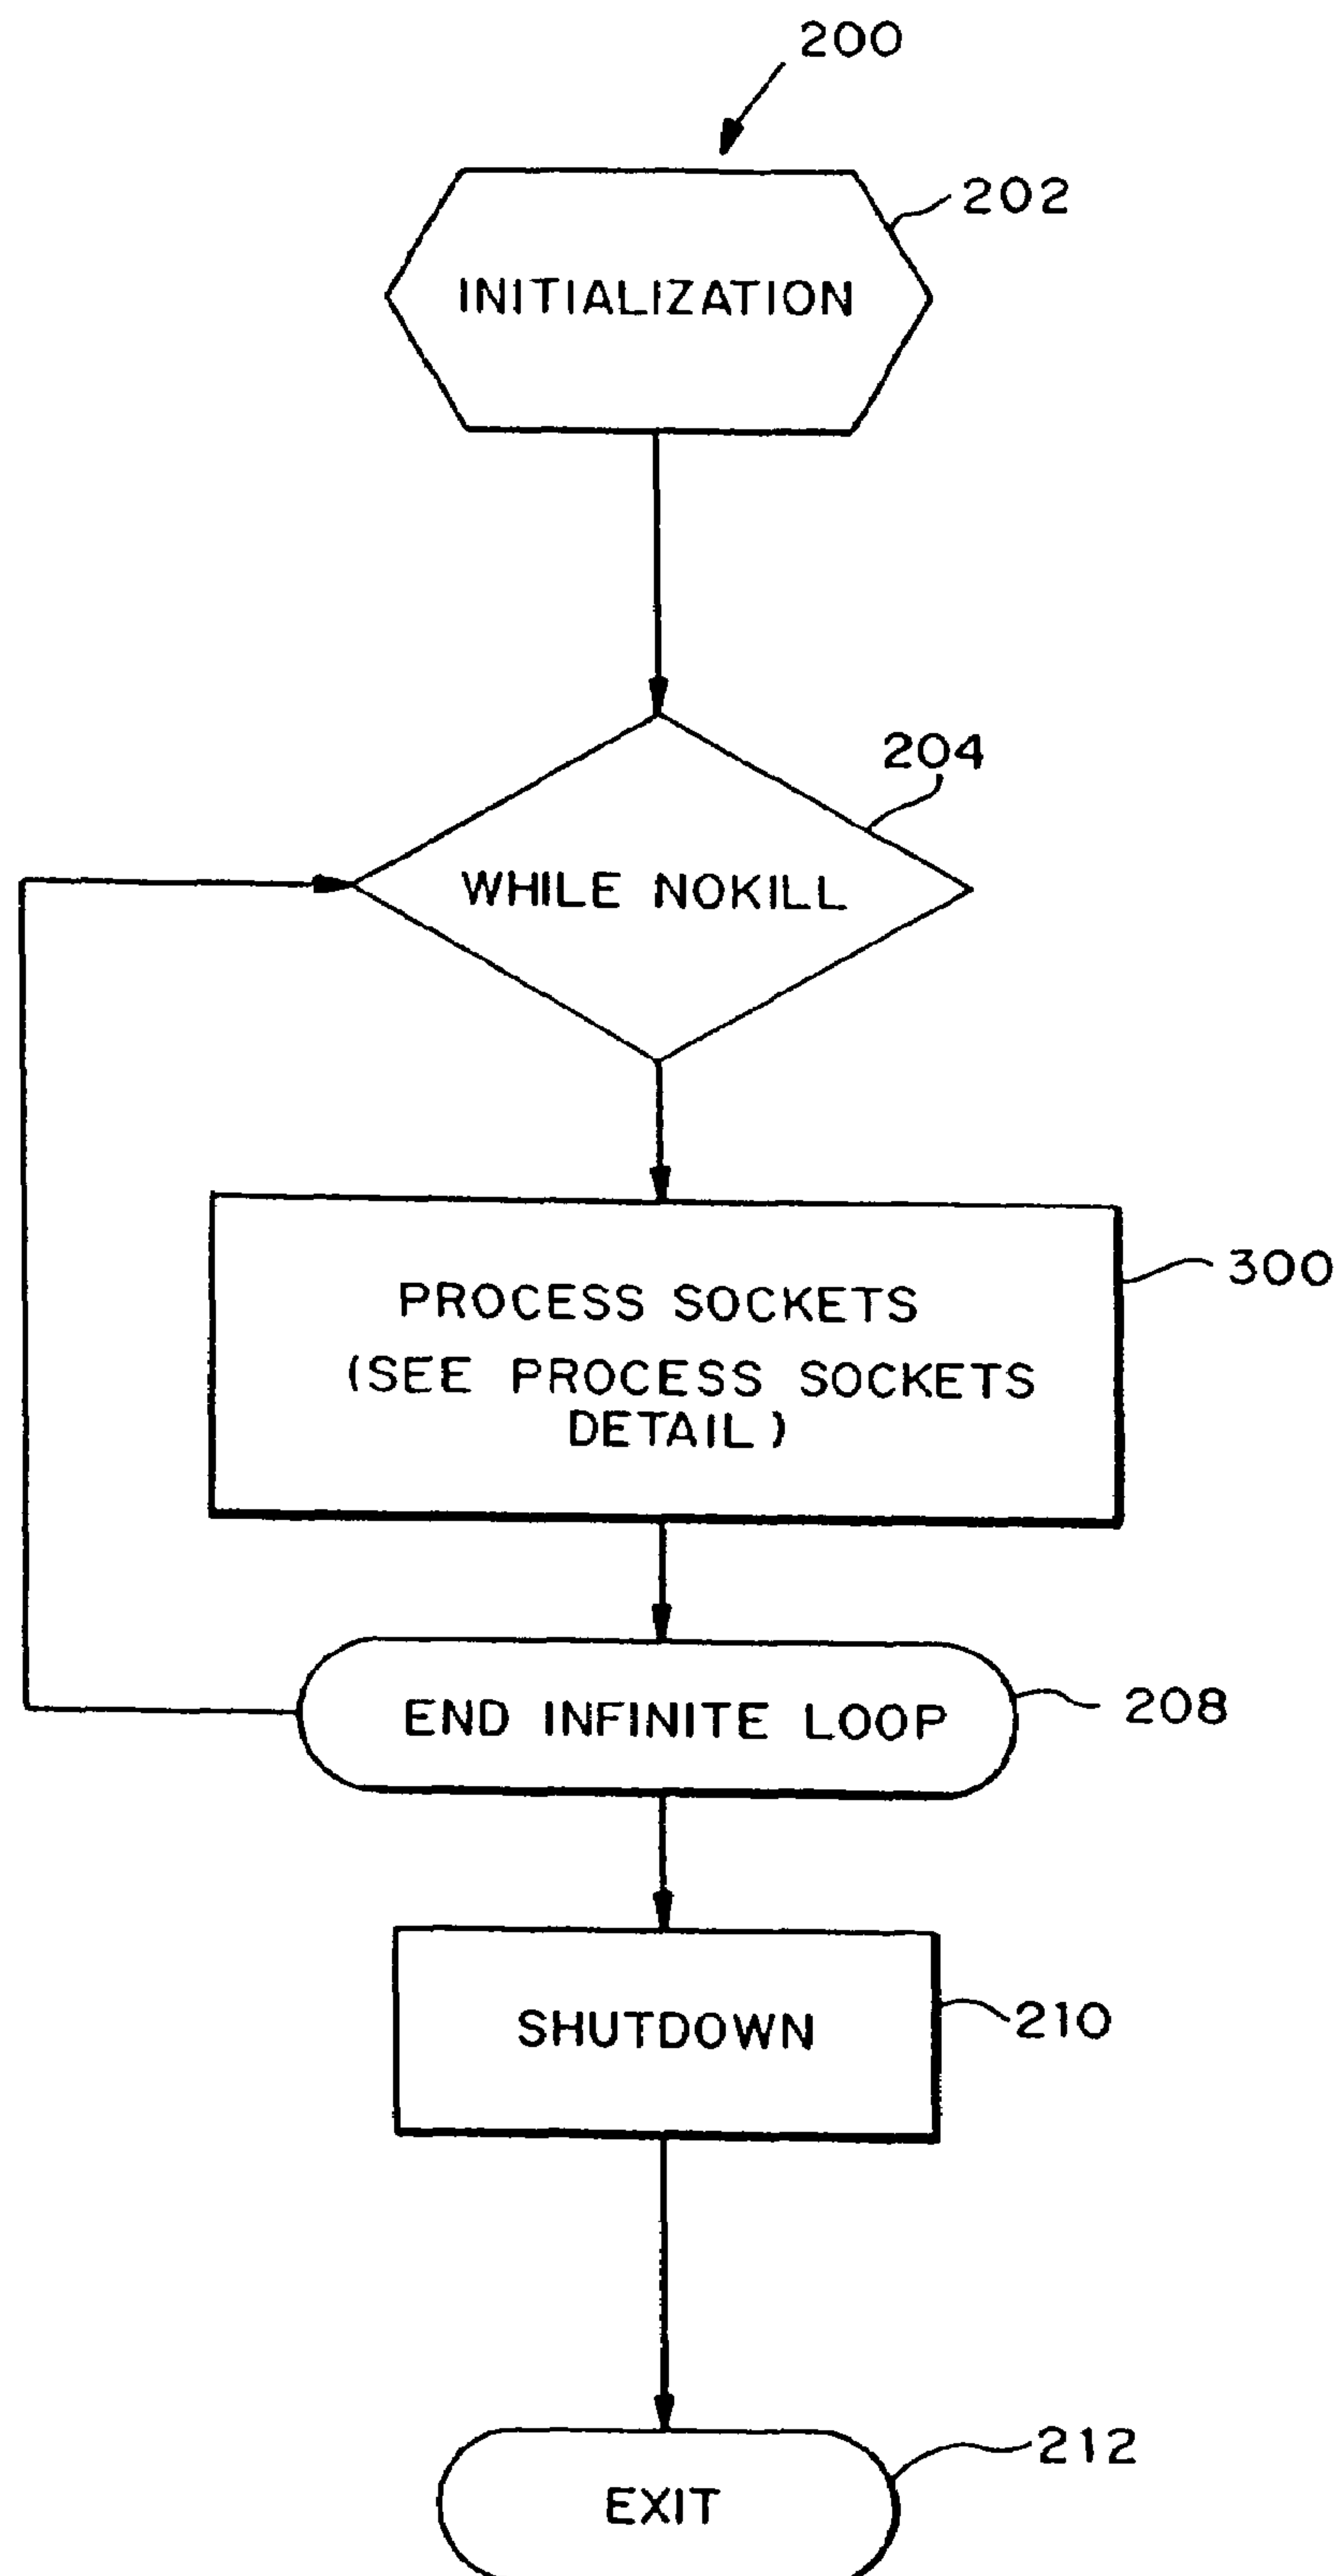 200
202
INITIALIZATION
204
WHILE NOKILL
300
PROCESS SOCKETS
(SEE PROCESS SOCKETS
DETAIL)
208
END INFINITE LOOP
210
SHUTDOWN
212
EXIT